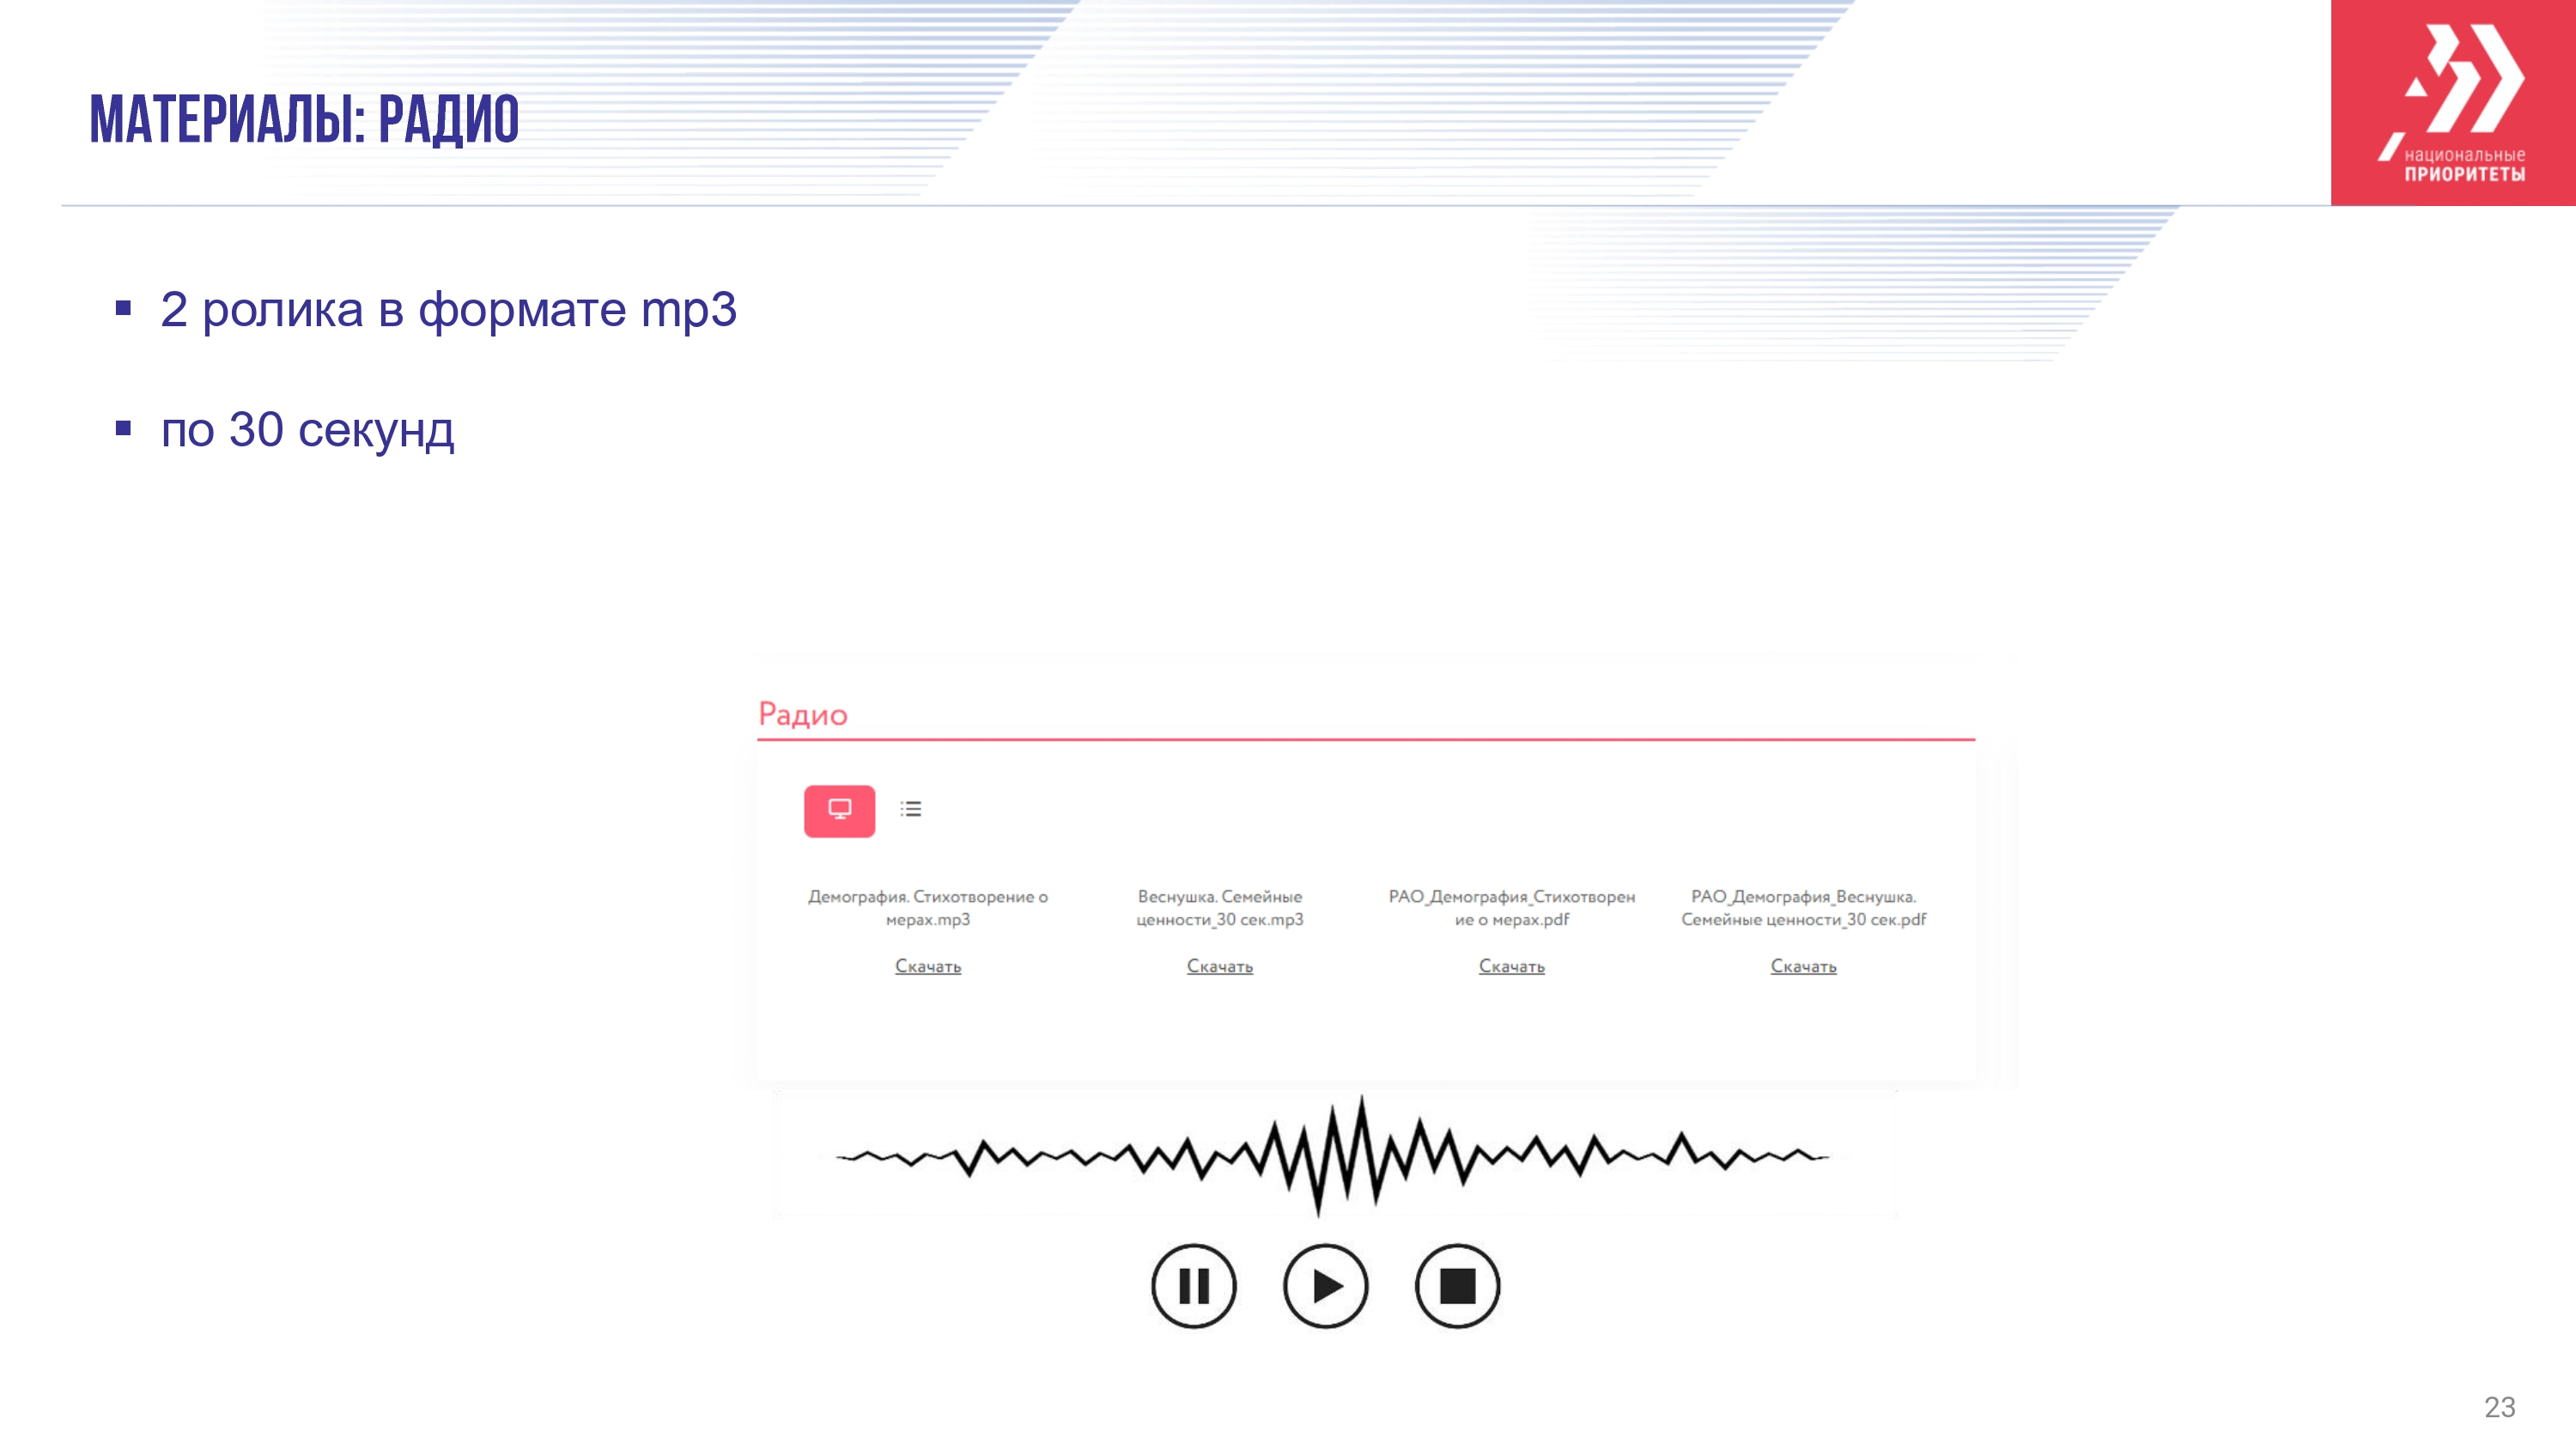 МАТЕРИАЛЫ: РАДИО
национальные
ПРИОРИТЕТЫ
2 ролика в формате mp3
по 30 секунд
Радио
Демография. Стихотворение о
мерах.mp3
Скачать
Веснушка. Семейные
ценности_30 сек.mp3
Скачать
РАО_Демография_Стихотворен
ие о мерах.pdf
Скачать
РАО_Демография_Веснушка.
Семейные ценности_30 сек.pdf
Скачать
23